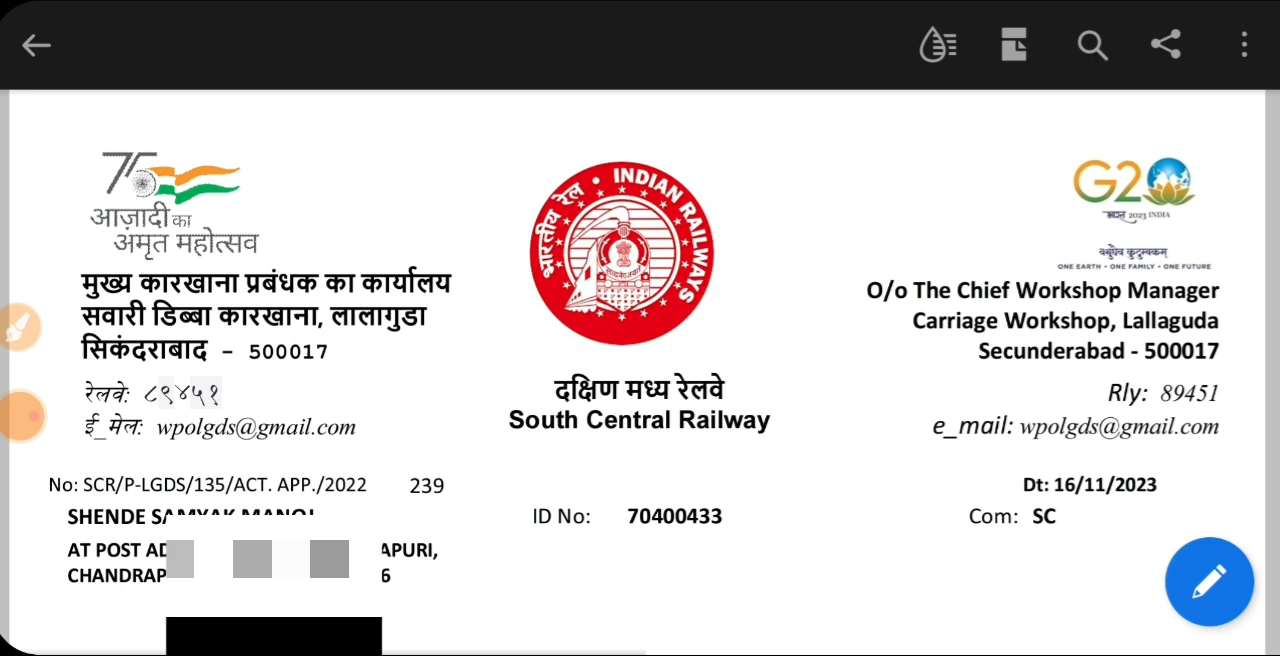 75
आज़ादी का
अमृत महोत्सव
मुख्य कारखाना प्रबंधक का कार्यालय
सवारी डिब्बा कारखाना, लालागुडा
सिकंदराबाद – 500017
रेलवे: ८९४५१
ई_मेल: wpolgds@gmail.com
भारतीय रेल • INDIAN RAILWAYS
दक्षिण मध्य रेलवे
South Central Railway
G20
भारत 2023 INDIA
वसुधैव कुटुम्बकम्
ONE EARTH • ONE FAMILY • ONE FUTURE
O/o The Chief Workshop Manager
Carriage Workshop, Lallaguda
Secunderabad - 500017
Rly: 89451
e_mail: wpolgds@gmail.com
No: SCR/P-LGDS/135/ACT. APP./2022 239 Dt: 16/11/2023
SHENDE ID No: 70400433 Com: SC
AT POST APURI,
CHANDRAP 6